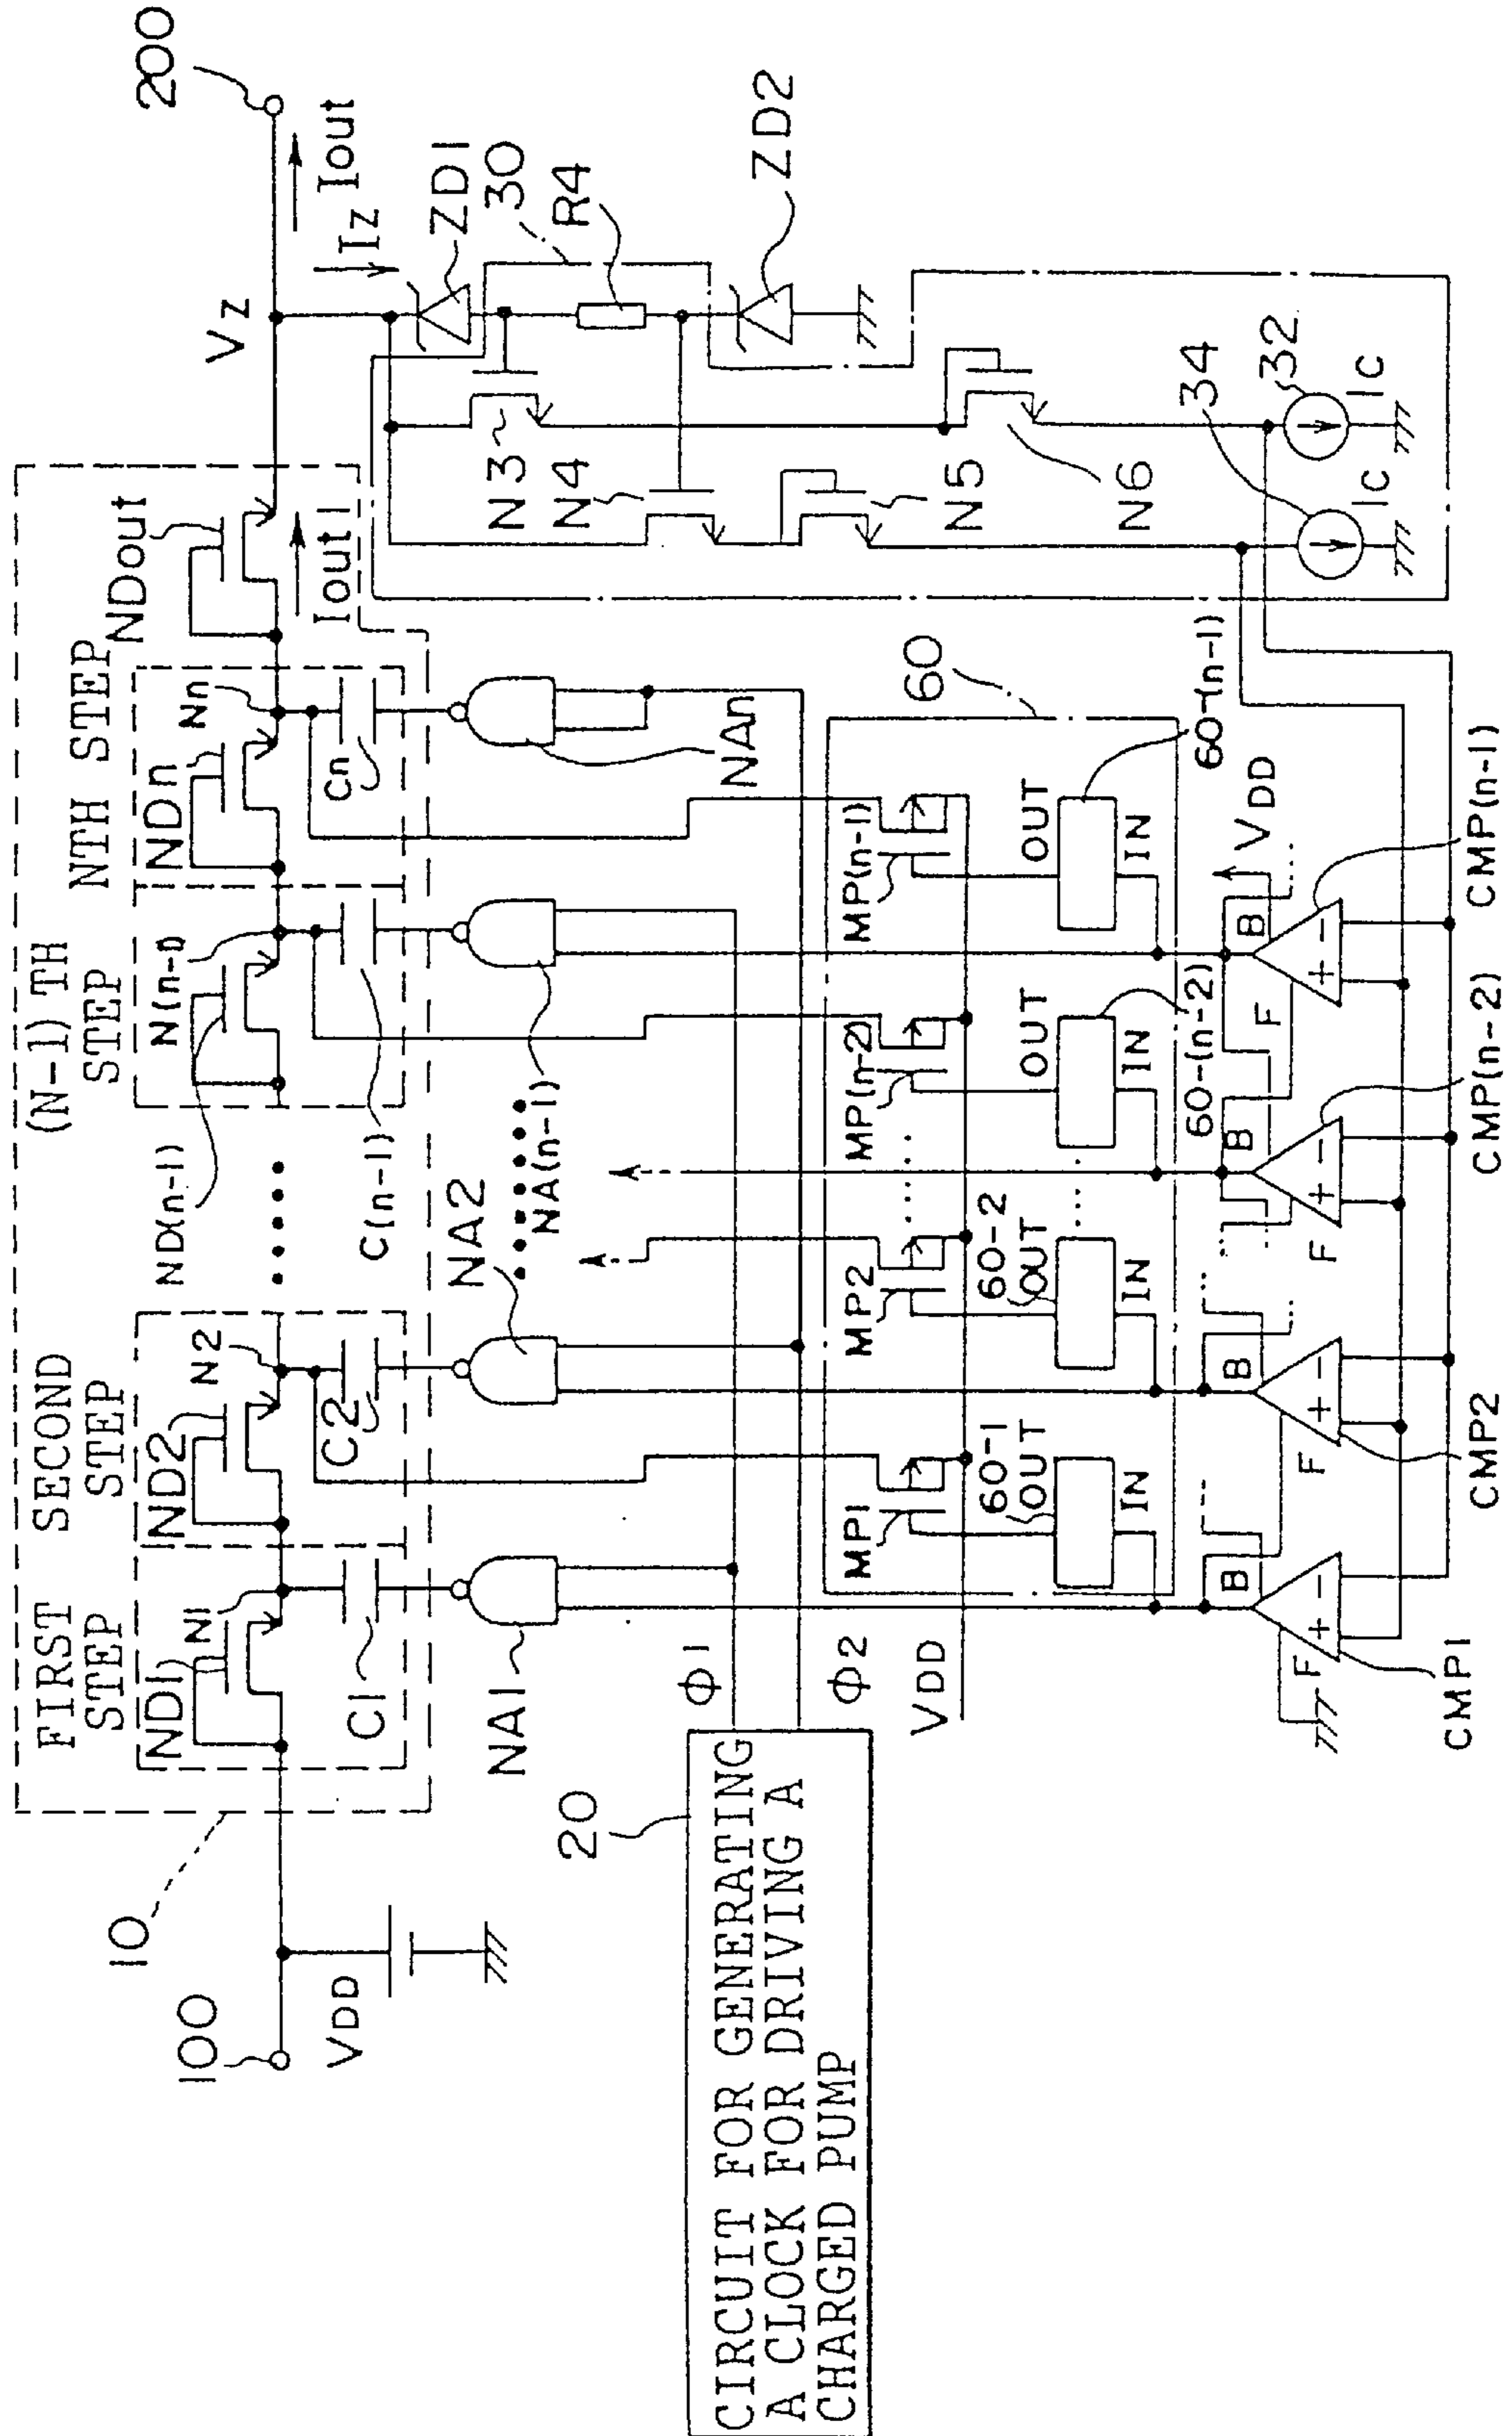 FIRST STEP
SECOND STEP
(N-1) TH STEP
NTH STEP
10
100
VDD
ND1
N1
C1
ND2
N2
C2
ND(n-1)
N(n-1)
C(n-1)
NDn
Nn
Cn
NDout
Iout1
Vz
200
Iout
Iz
ZD1
30
R4
ZD2
N3
N4
N5
N6
34
32
Ic
Ic
NA1
NA2
NA(n-1)
NAn
20
CIRCUIT FOR GENERATING
A CLOCK FOR DRIVING A
CHARGED PUMP
Φ1
Φ2
VDD
60
MP1
MP2
MP(n-2)
MP(n-1)
60-1
OUT
IN
60-2
OUT
IN
60-(n-2)
OUT
IN
60-(n-1)
OUT
IN
VDD
F
B
+
−
CMP1
F
B
+
−
CMP2
F
B
+
−
CMP(n-2)
F
B
+
−
CMP(n-1)